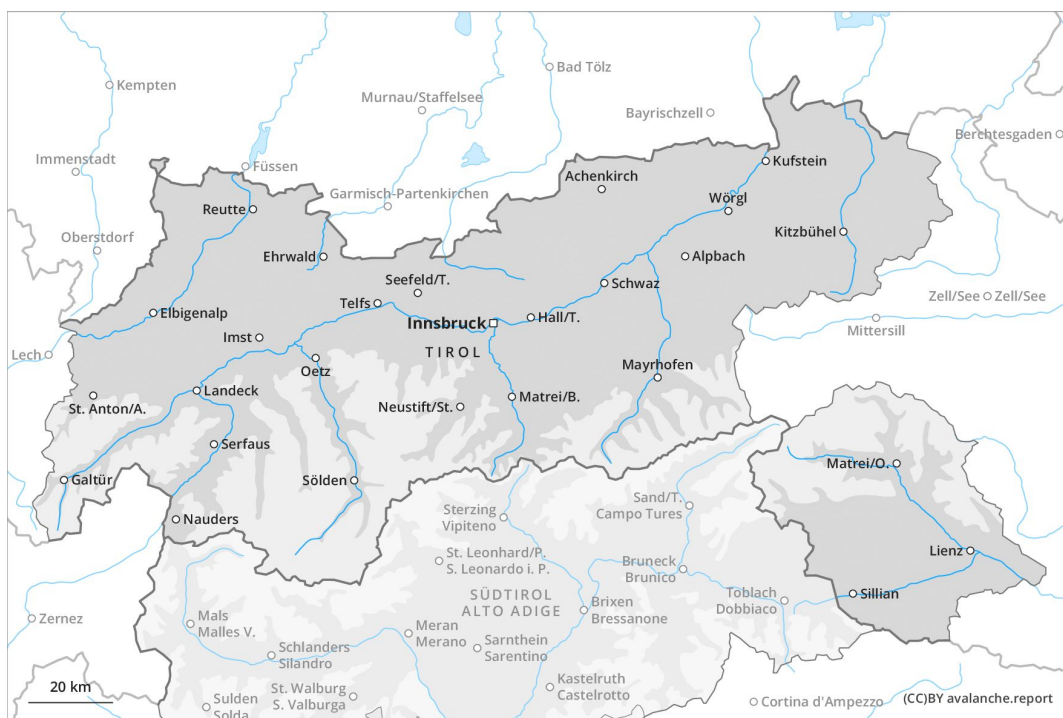 Kempten
Bad Tölz
Murnau/Staffelsee
Bayrischzell
Berchtesgaden
Immenstadt
Füssen
Kufstein
Achenkirch
Garmisch-Partenkirchen
Reutte
Wörgl
Oberstdorf
Kitzbühel
Ehrwald
Alpbach
Seefeld/T.
Schwaz
Zell/See
Zell/See
Telfs
Elbigenalp
Hall/T.
Innsbruck
Mittersill
Imst
Lech
TIROL
Oetz
Mayrhofen
Landeck
St. Anton/A.
Neustift/St.
Matrei/B.
Serfaus
Matrei/O.
Galtür
Sölden
Sand/T.
Campo Tures
Sterzing
Vipiteno
Nauders
St. Leonhard/P.
S. Leonardo i. P.
Lienz
Bruneck
Brunico
SÜDTIROL
ALTO ADIGE
Sillian
Toblach
Dobbiaco
Brixen
Bressanone
Zernez
Mals
Malles V.
Meran
Merano
Sarnthein
Sarentino
Schlanders
Silandro
Kastelruth
Castelrotto
20 km
St. Walburg
S. Valburga
Sulden
Solda
Cortina d'Ampezzo
(CC)BY avalanche.report